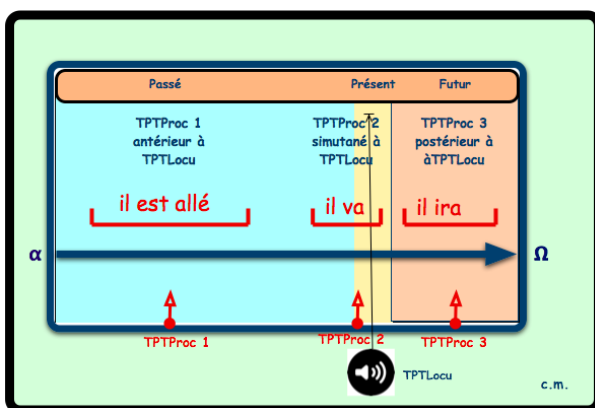 Passé Présent Futur
TPTProc 1 TPTProc 2 TPTProc 3
antérieur à simutané à postérieur à
TPTLocu TPTLocu àTPTLocu
il est allé il va il ira
α Ω
TPTProc 1 TPTProc 2 TPTProc 3
TPTLocu
c.m.